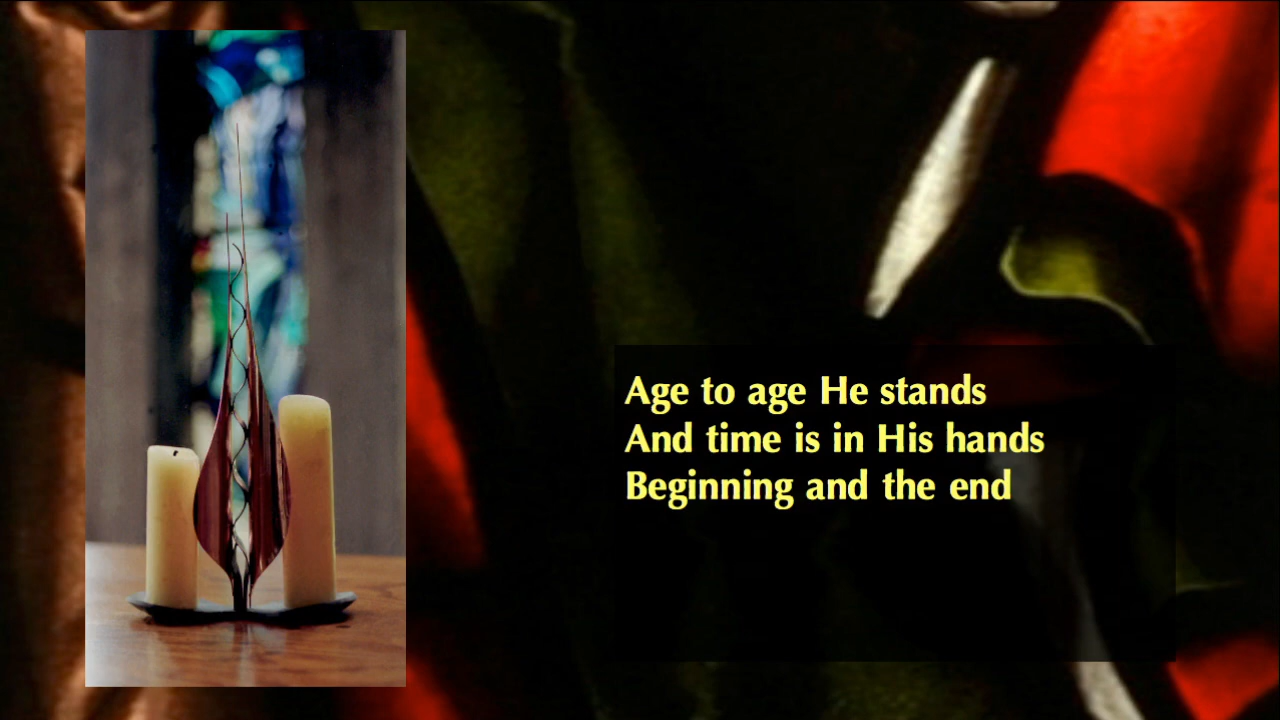 Age to age He stands
And time is in His hands
Beginning and the end